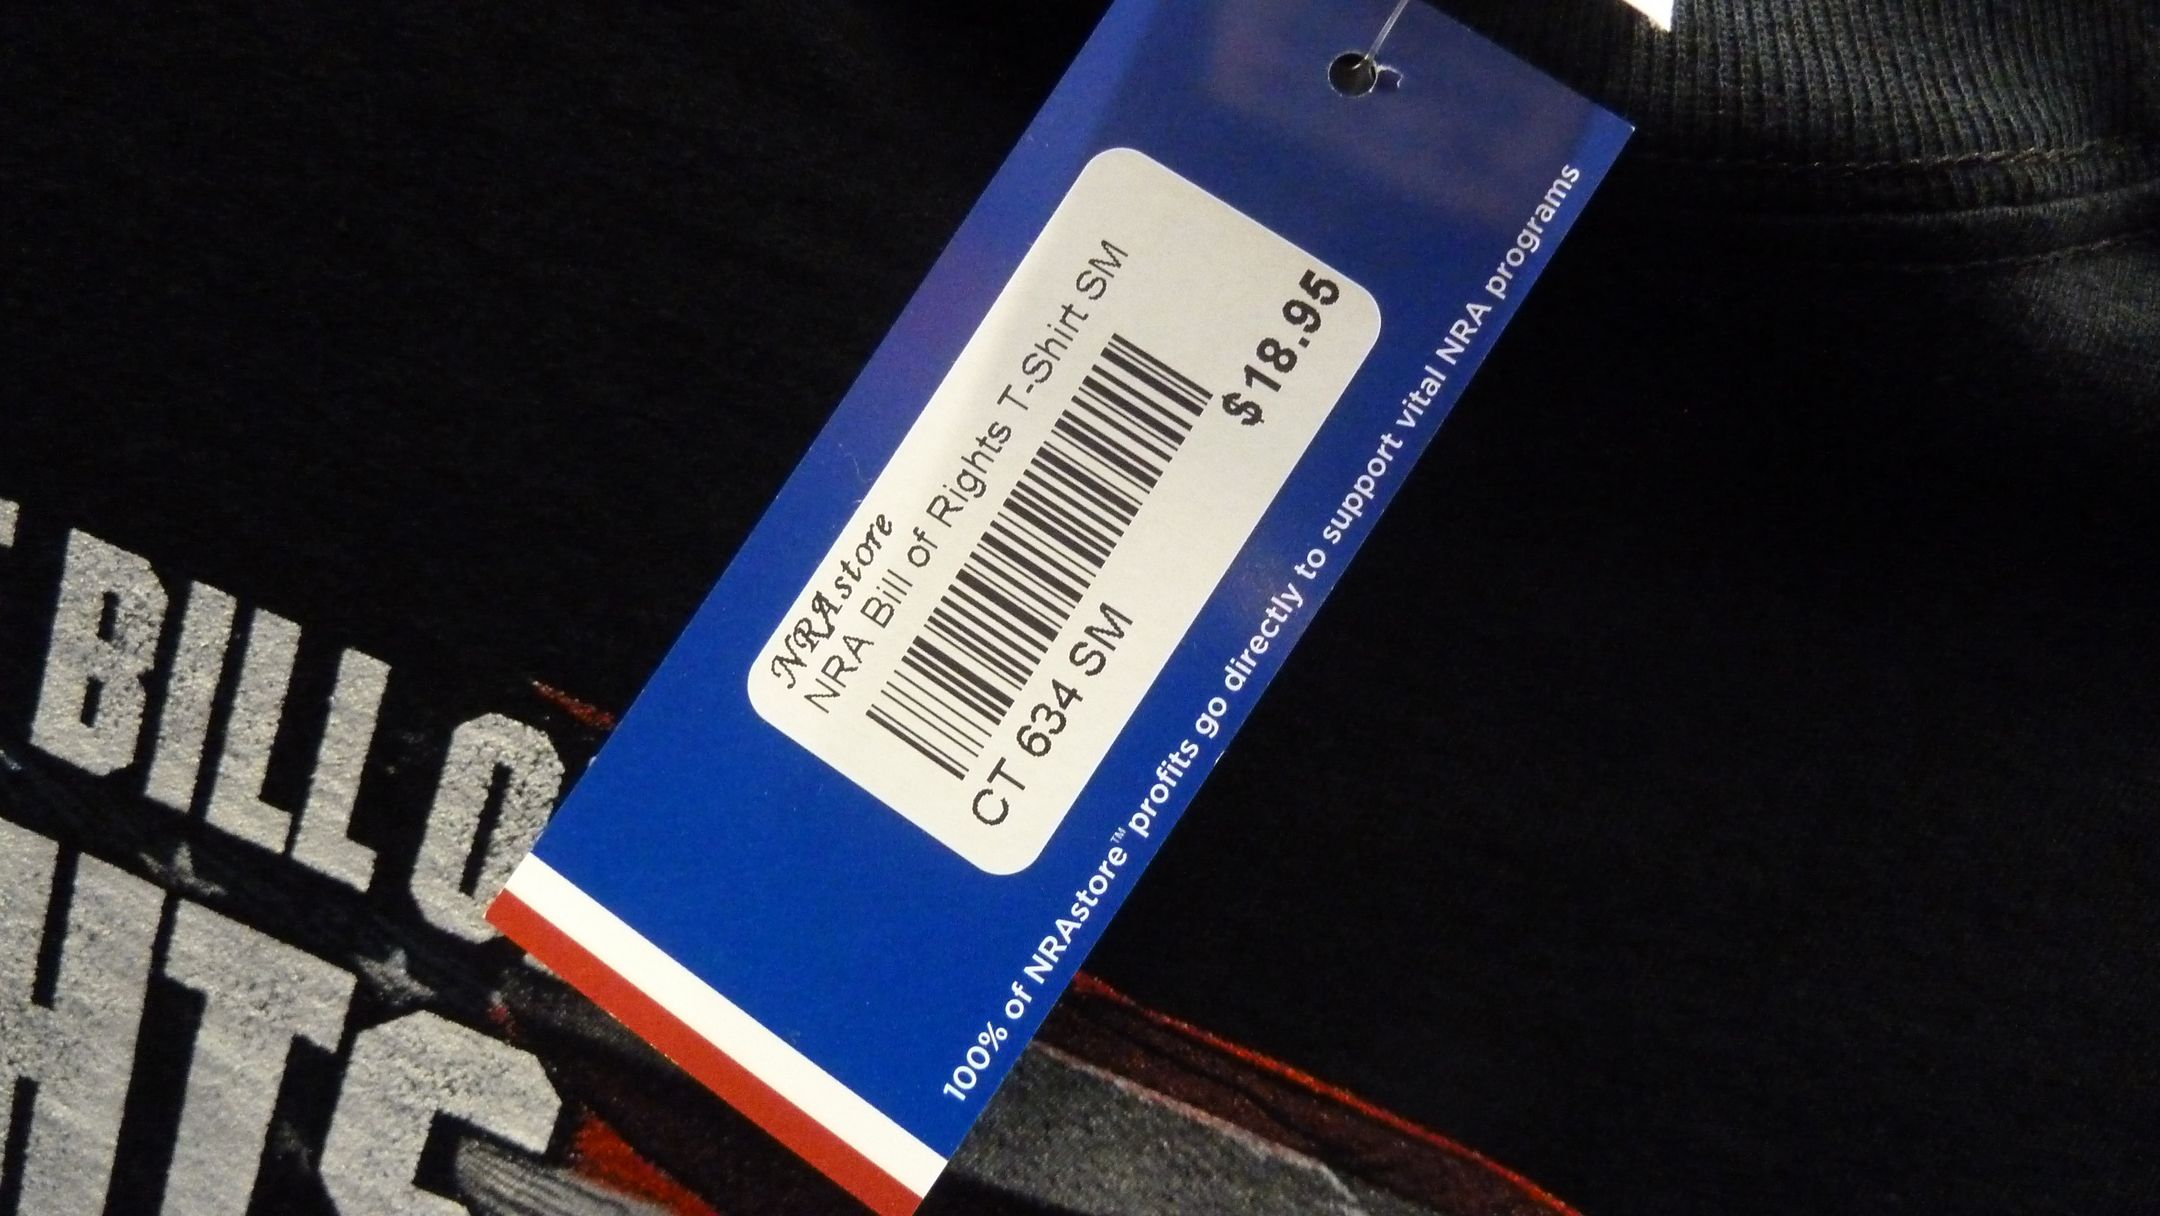 NRAstore
NRA Bill of Rights T-Shirt SM
CT 634 SM
$18.95
100% of NRAstore™ profits go directly to support vital NRA programs
BILL O
HTS